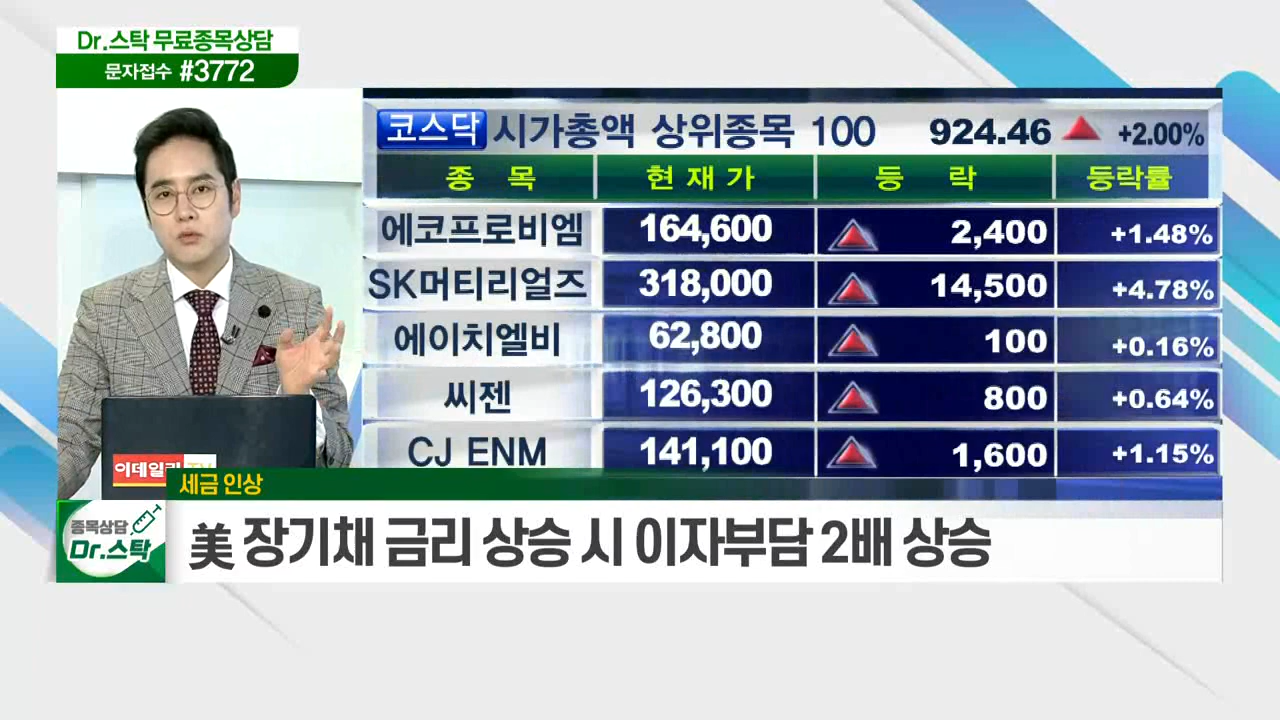 Dr.스탁 무료종목상담
문자접수 #3772
코스닥 시가총액 상위종목 100 924.46 +2.00%
종 목 현재가 등 락 등락률
에코프로비엠 164,600 2,400 +1.48%
SK머티리얼즈 318,000 14,500 +4.78%
에이치엘비 62,800 100 +0.16%
씨젠 126,300 800 +0.64%
CJ ENM 141,100 1,600 +1.15%
이데일리 TV
세금 인상
종목상담
Dr.스탁
美 장기채 금리 상승 시 이자부담 2배 상승